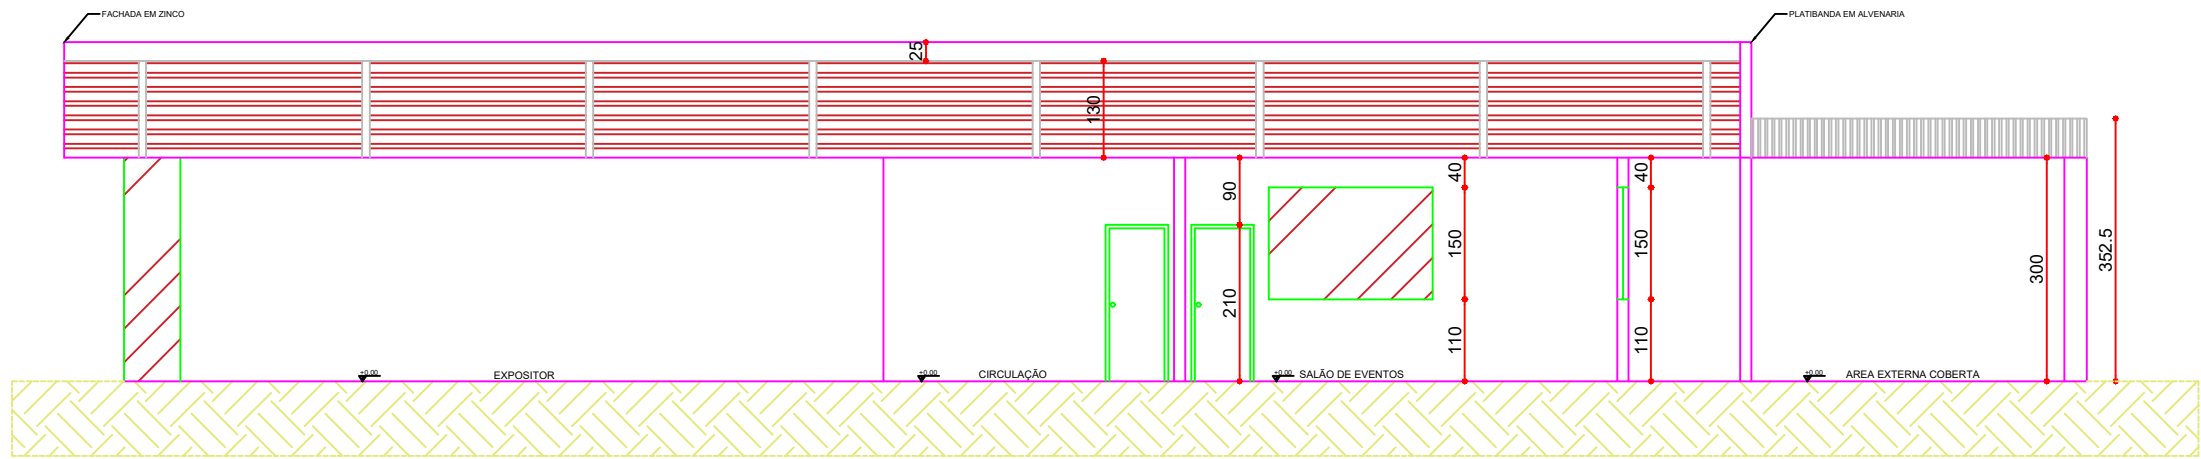 FACHADA EM ZINCO
PLATIBANDA EM ALVENARIA
25
130
90
40
40
150
150
210
300
352.5
110
110
+0.00
EXPOSITOR
+0.00
CIRCULAÇÃO
+0.00
SALÃO DE EVENTOS
+0.00
AREA EXTERNA COBERTA